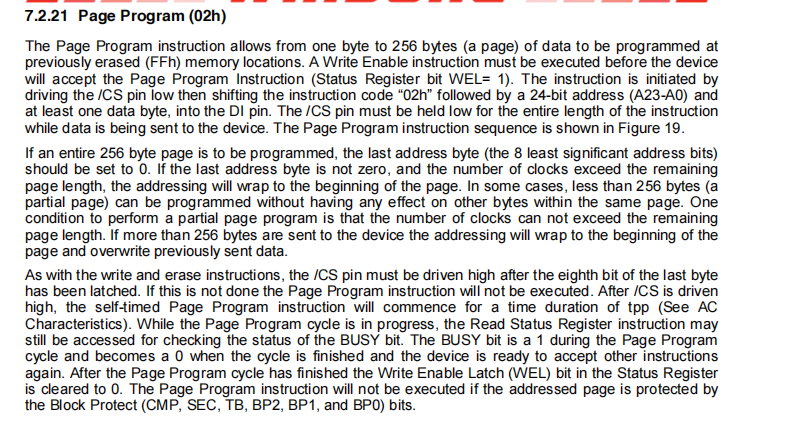 7.2.21 Page Program (02h)
The Page Program instruction allows from one byte to 256 bytes (a page) of data to be programmed at
previously erased (FFh) memory locations. A Write Enable instruction must be executed before the device
will accept the Page Program Instruction (Status Register bit WEL= 1). The instruction is initiated by
driving the /CS pin low then shifting the instruction code “02h” followed by a 24-bit address (A23-A0) and
at least one data byte, into the DI pin. The /CS pin must be held low for the entire length of the instruction
while data is being sent to the device. The Page Program instruction sequence is shown in Figure 19.
If an entire 256 byte page is to be programmed, the last address byte (the 8 least significant address bits)
should be set to 0. If the last address byte is not zero, and the number of clocks exceed the remaining
page length, the addressing will wrap to the beginning of the page. In some cases, less than 256 bytes (a
partial page) can be programmed without having any effect on other bytes within the same page. One
condition to perform a partial page program is that the number of clocks can not exceed the remaining
page length. If more than 256 bytes are sent to the device the addressing will wrap to the beginning of the
page and overwrite previously sent data.
As with the write and erase instructions, the /CS pin must be driven high after the eighth bit of the last byte
has been latched. If this is not done the Page Program instruction will not be executed. After /CS is driven
high, the self-timed Page Program instruction will commence for a time duration of tpp (See AC
Characteristics). While the Page Program cycle is in progress, the Read Status Register instruction may
still be accessed for checking the status of the BUSY bit. The BUSY bit is a 1 during the Page Program
cycle and becomes a 0 when the cycle is finished and the device is ready to accept other instructions
again. After the Page Program cycle has finished the Write Enable Latch (WEL) bit in the Status Register
is cleared to 0. The Page Program instruction will not be executed if the addressed page is protected by
the Block Protect (CMP, SEC, TB, BP2, BP1, and BP0) bits.